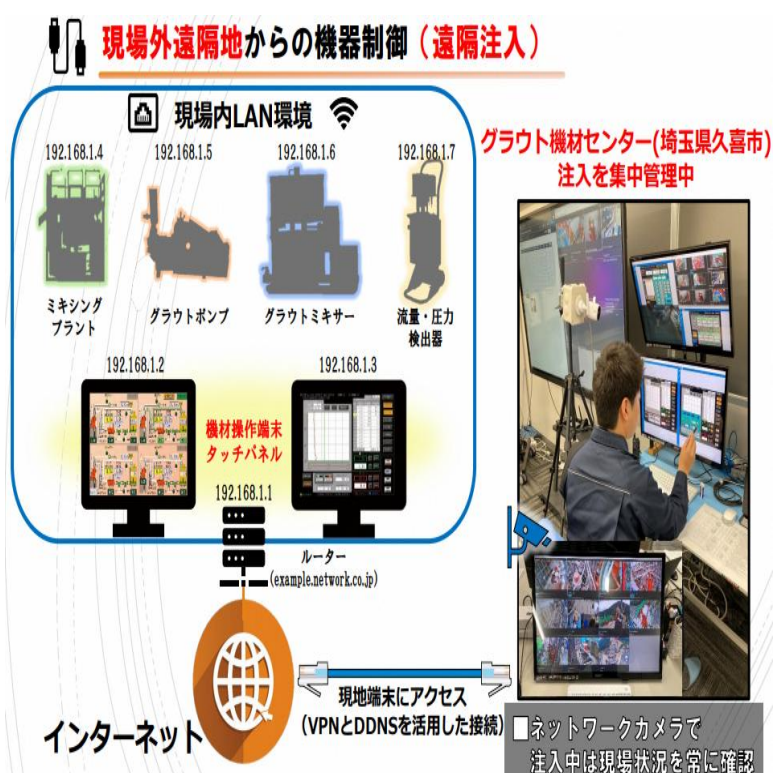 現場外遠隔地からの機器制御（遠隔注入）
現場内LAN環境
192.168.1.4
192.168.1.5
192.168.1.6
192.168.1.7
ミキシング
プラント
グラウトポンプ
グラウトミキサー
流量・圧力
検出器
192.168.1.2
192.168.1.3
機材操作端末
タッチパネル
192.168.1.1
ルーター
(example.network.co.jp)
グラウト機材センター(埼玉県久喜市)
注入を集中管理中
インターネット
現地端末にアクセス
（VPNとDDNSを活用した接続）
■ネットワークカメラで
注入中は現場状況を常に確認